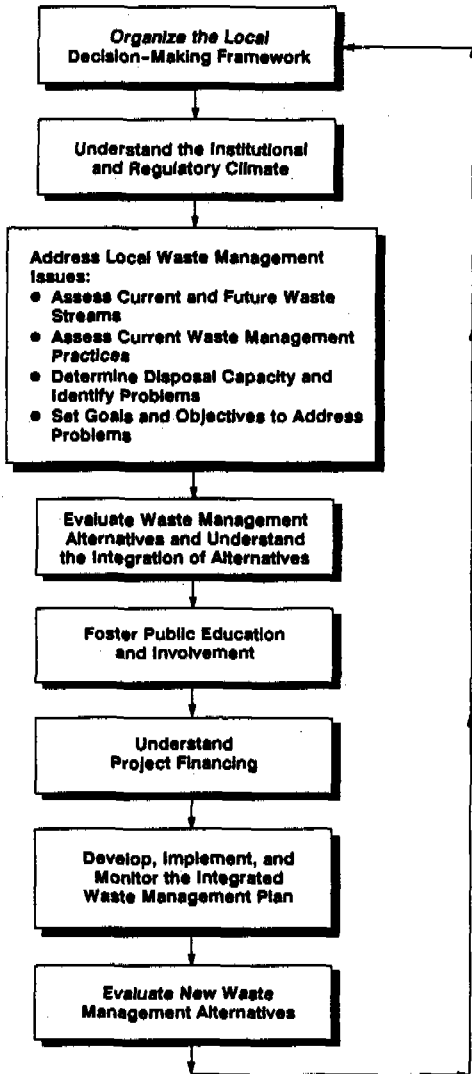 Organize the Local
Decision-Making Framework
Understand the Institutional
and Regulatory Climate
Address Local Waste Management
Issues:
● Assess Current and Future Waste
Streams
● Assess Current Waste Management
Practices
● Determine Disposal Capacity and
Identify Problems
● Set Goals and Objectives to Address
Problems
Evaluate Waste Management
Alternatives and Understand
the Integration of Alternatives
Foster Public Education
and Involvement
Understand
Project Financing
Develop, Implement, and
Monitor the Integrated
Waste Management Plan
Evaluate New Waste
Management Alternatives